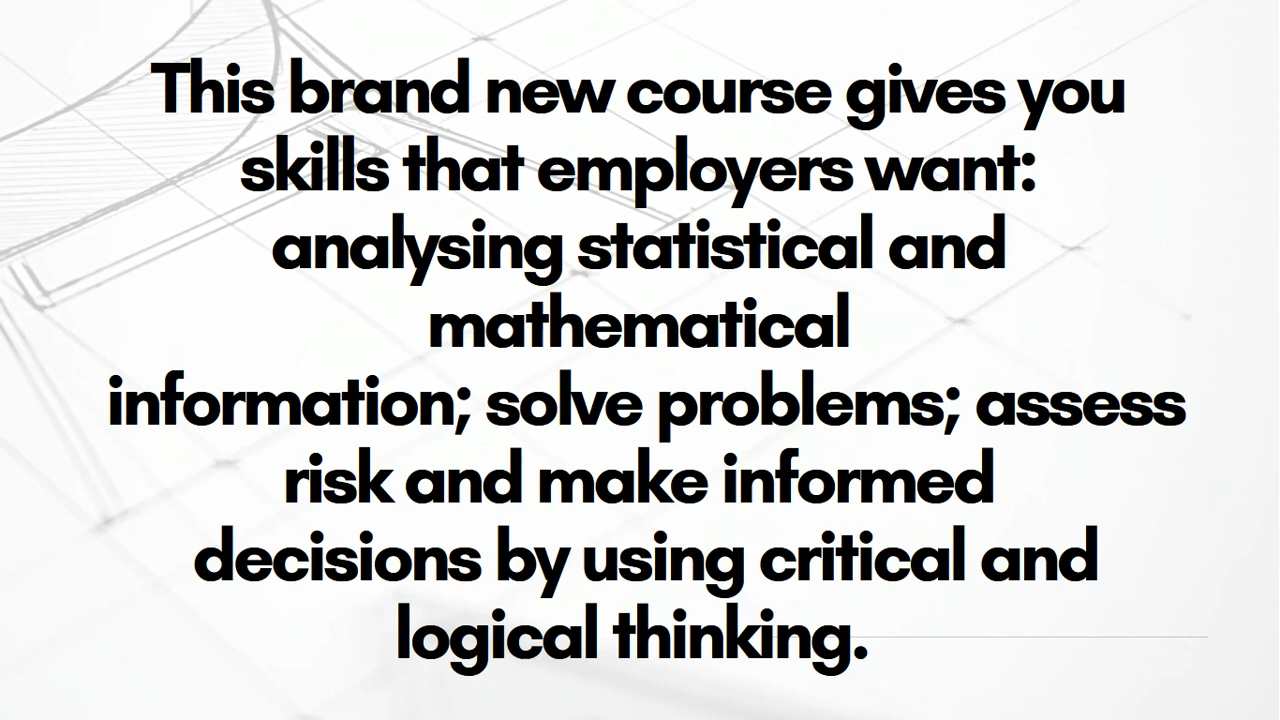 This brand new course gives you
skills that employers want:
analysing statistical and
mathematical
information; solve problems; assess
risk and make informed
decisions by using critical and
logical thinking.